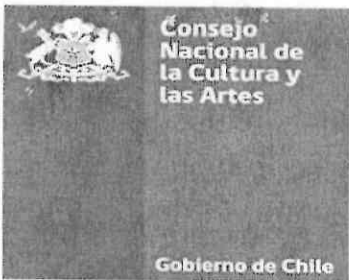 Consejo
Nacional de
la Cultura y
las Artes
Gobierno de Chile